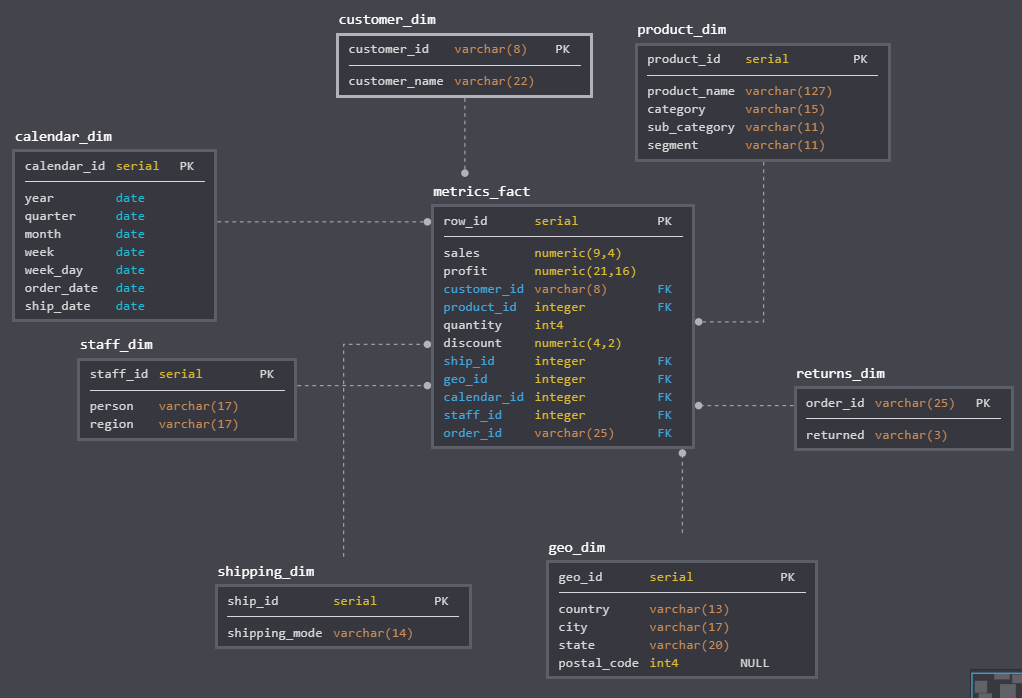 customer_dim
customer_id varchar(8) PK
customer_name varchar(22)
product_dim
product_id serial PK
product_name varchar(127)
category varchar(15)
sub_category varchar(11)
segment varchar(11)
calendar_dim
calendar_id serial PK
year date
quarter date
month date
week date
week_day date
order_date date
ship_date date
metrics_fact
row_id serial PK
sales numeric(9,4)
profit numeric(21,16)
customer_id varchar(8) FK
product_id integer FK
quantity int4
discount numeric(4,2)
ship_id integer FK
geo_id integer FK
calendar_id integer FK
staff_id integer FK
order_id varchar(25) FK
staff_dim
staff_id serial PK
person varchar(17)
region varchar(17)
returns_dim
order_id varchar(25) PK
returned varchar(3)
shipping_dim
ship_id serial PK
shipping_mode varchar(14)
geo_dim
geo_id serial PK
country varchar(13)
city varchar(17)
state varchar(20)
postal_code int4 NULL